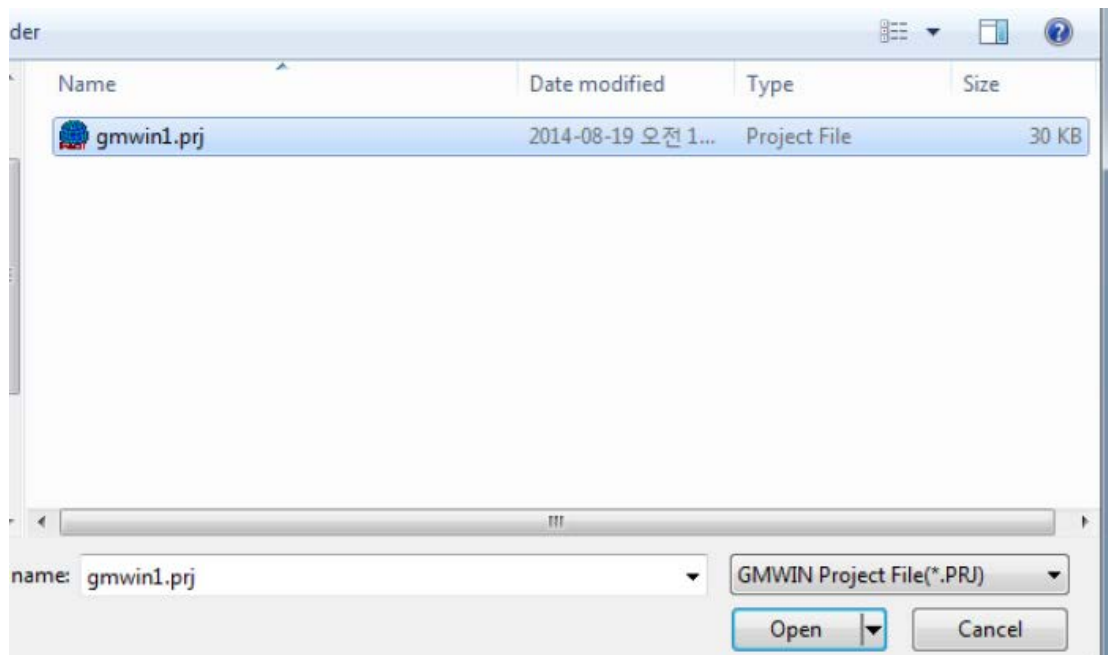 der
Name Date modified Type Size
gmwin1.prj 2014-08-19 오전 1... Project File 30 KB
name: gmwin1.prj GMWIN Project File(*.PRJ)
Open Cancel